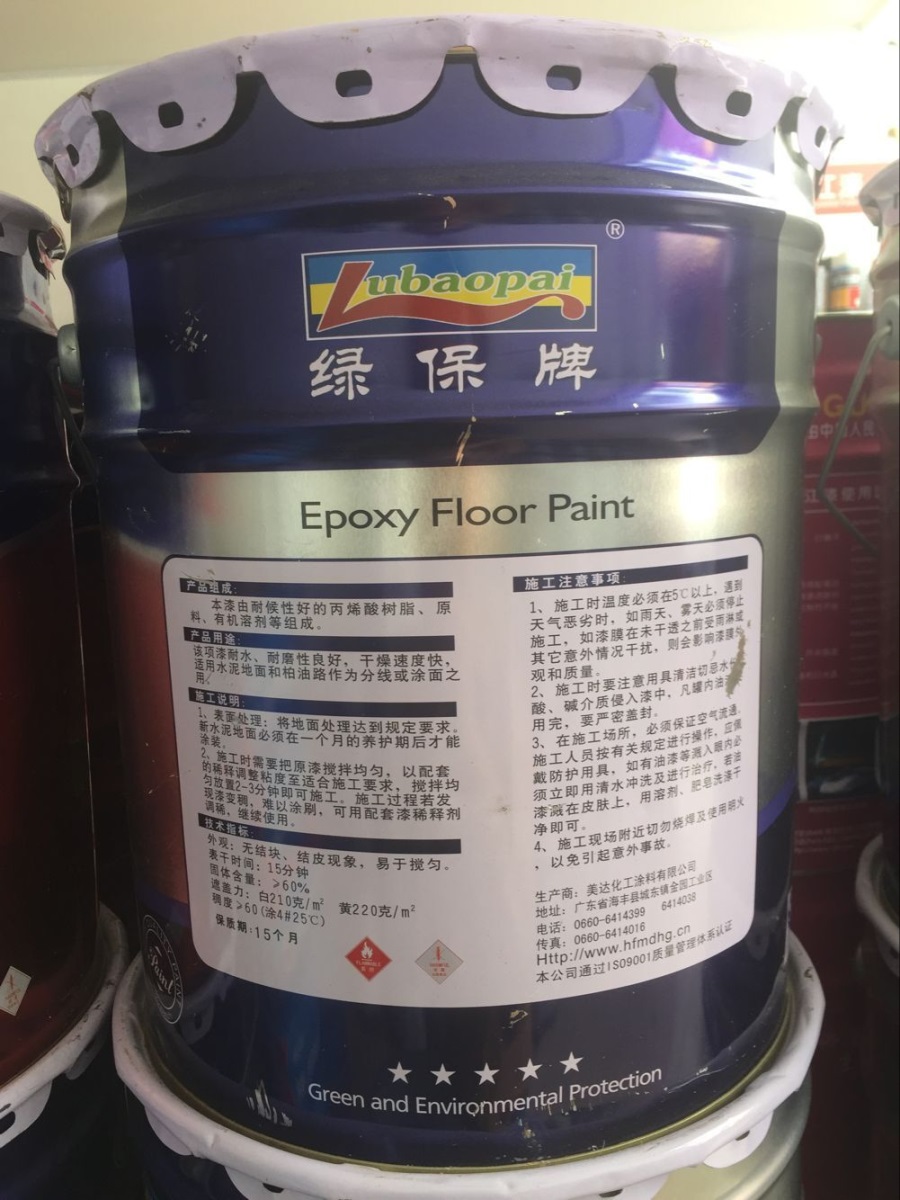 ®
Lubaopai
绿保牌
Epoxy Floor Paint
产品组成:
本漆由耐候性好的丙烯酸树脂、原
料、有机溶剂等组成。
产品用途:
该项漆耐水、耐磨性良好,干燥速度快,
适用水泥地面和柏油路作为分线或涂面之
用。
施工说明:
1、表面处理:将地面处理达到规定要求。
新水泥地面必须在一个月的养护期后才能
涂装。
2、施工时需要把原漆搅拌均匀,以配套
的稀释调整粘度至适合施工要求,搅拌均
匀放置2-3分钟即可施工。施工过程若发
现漆变稠,难以涂刷,可用配套漆稀释剂
调稀,继续使用。
技术指标:
外观:无结块、结皮现象,易于搅匀。
表干时间:15分钟
固体含量:≥60%
遮盖力:白210克/m² 黄220克/m²
稠度≥60(涂4#25℃)
保质期:15个月
施工注意事项:
1、施工时温度必须在5℃以上,遇到
天气恶劣时,如雨天、雾天必须停止
施工,如漆膜在未干透之前受雨淋或
其它意外情况干扰,则会影响漆膜
观和质量。
2、施工时要注意用具清洁切忌水
酸、碱介质侵入漆中,凡罐内油
用完,要严密盖封。
3、在施工场所,必须保证空气流通,
施工人员按有关规定进行操作,应佩
戴防护用具,如有油漆等溅入眼内必
须立即用清水冲洗及进行治疗,若油
漆溅在皮肤上,用溶剂、肥皂洗涤干
净即可。
4、施工现场附近切勿烧焊及使用明火
,以免引起意外事故。
生产商:美达化工涂料有限公司
地址:广东省海丰县城东镇金园工业区
电话:0660-6414399 6414038
传真:0660-6414016
Http://www.hfmdhg.cn
本公司通过IS09001质量管理体系认证
Green and Environmental Protection
Paint